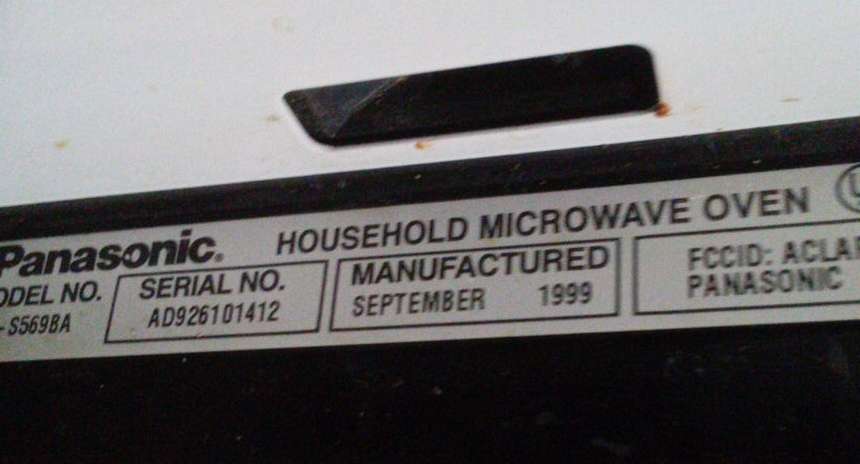 Panasonic. HOUSEHOLD MICROWAVE OVEN
ODEL NO.
-S569BA
SERIAL NO.
AD926101412
MANUFACTURED
SEPTEMBER 1999
FCCID: ACLA
PANASONIC